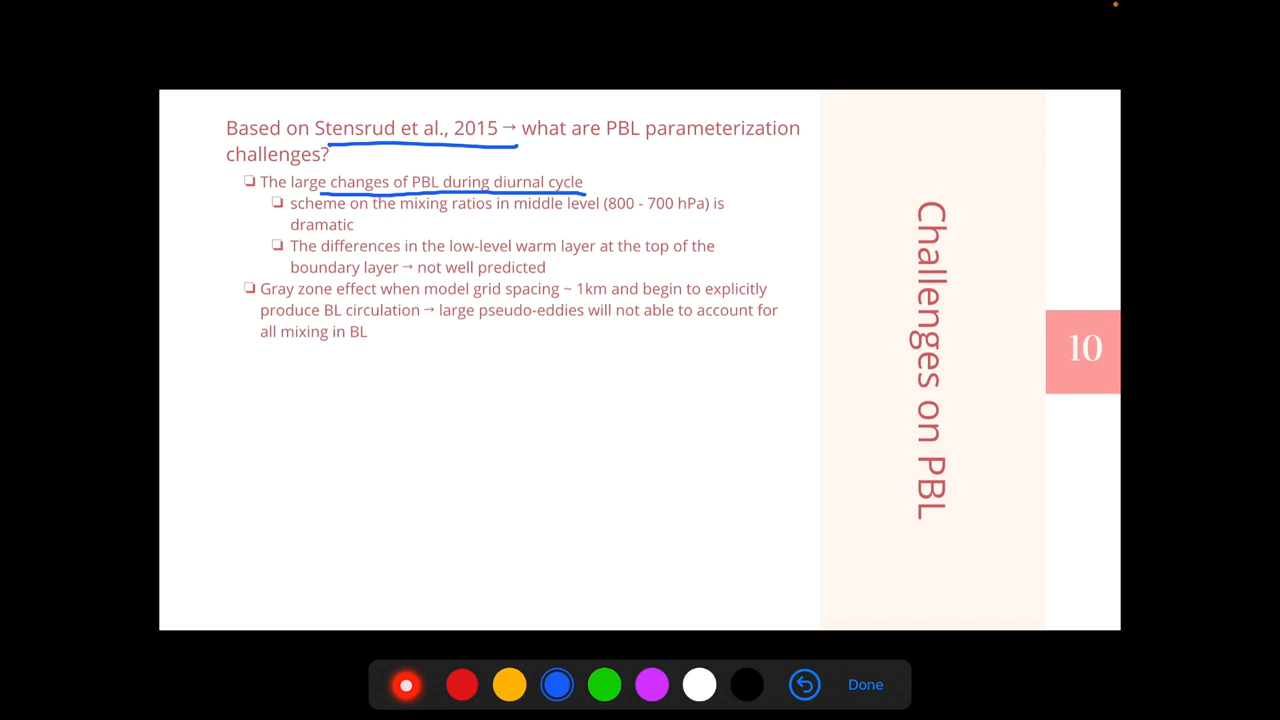 Based on Stensrud et al., 2015 → what are PBL parameterization
challenges?
❏ The large changes of PBL during diurnal cycle
❏ scheme on the mixing ratios in middle level (800 - 700 hPa) is
dramatic
❏ The differences in the low-level warm layer at the top of the
boundary layer → not well predicted
❏ Gray zone effect when model grid spacing ~ 1km and begin to explicitly
produce BL circulation → large pseudo-eddies will not able to account for
all mixing in BL
Challenges on PBL
10
Done